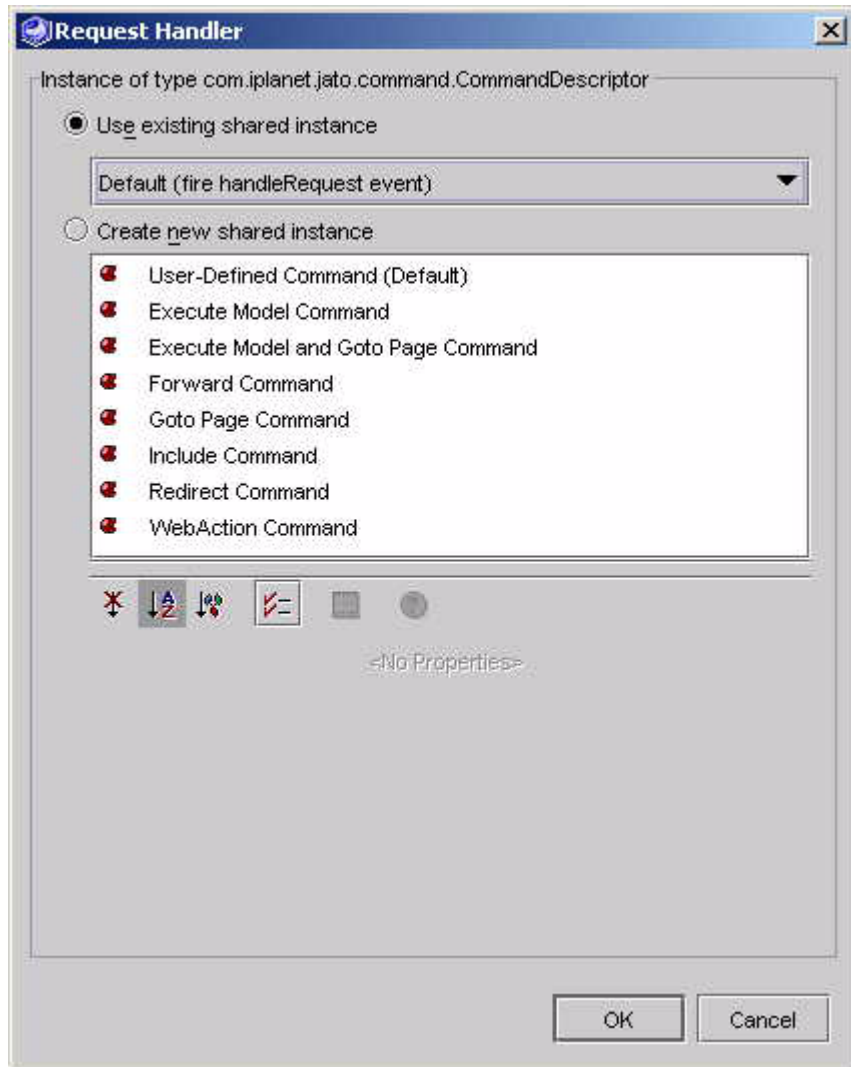 Request Handler
Instance of type com.iplanet.jato.command.CommandDescriptor
Use existing shared instance
Default (fire handleRequest event)
Create new shared instance
User-Defined Command (Default)
Execute Model Command
Execute Model and Goto Page Command
Forward Command
Goto Page Command
Include Command
Redirect Command
WebAction Command
<No Properties>
OK
Cancel